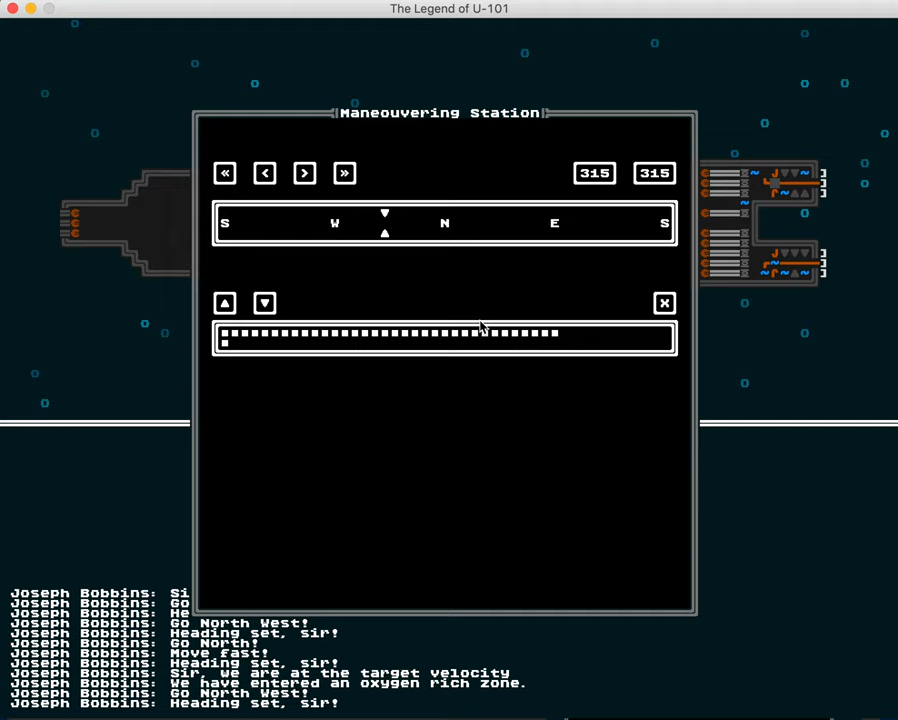 The Legend of U-101
Maneouvering Station
« < > » 315 315
S W N E S
X
Joseph Bobbins: Si
Joseph Bobbins: Go
Joseph Bobbins: He
Joseph Bobbins: Go North West!
Joseph Bobbins: Heading set, sir!
Joseph Bobbins: Go North!
Joseph Bobbins: Move fast!
Joseph Bobbins: Heading set, sir!
Joseph Bobbins: Sir, we are at the target velocity
Joseph Bobbins: We have entered an oxygen rich zone.
Joseph Bobbins: Go North West!
Joseph Bobbins: Heading set, sir!